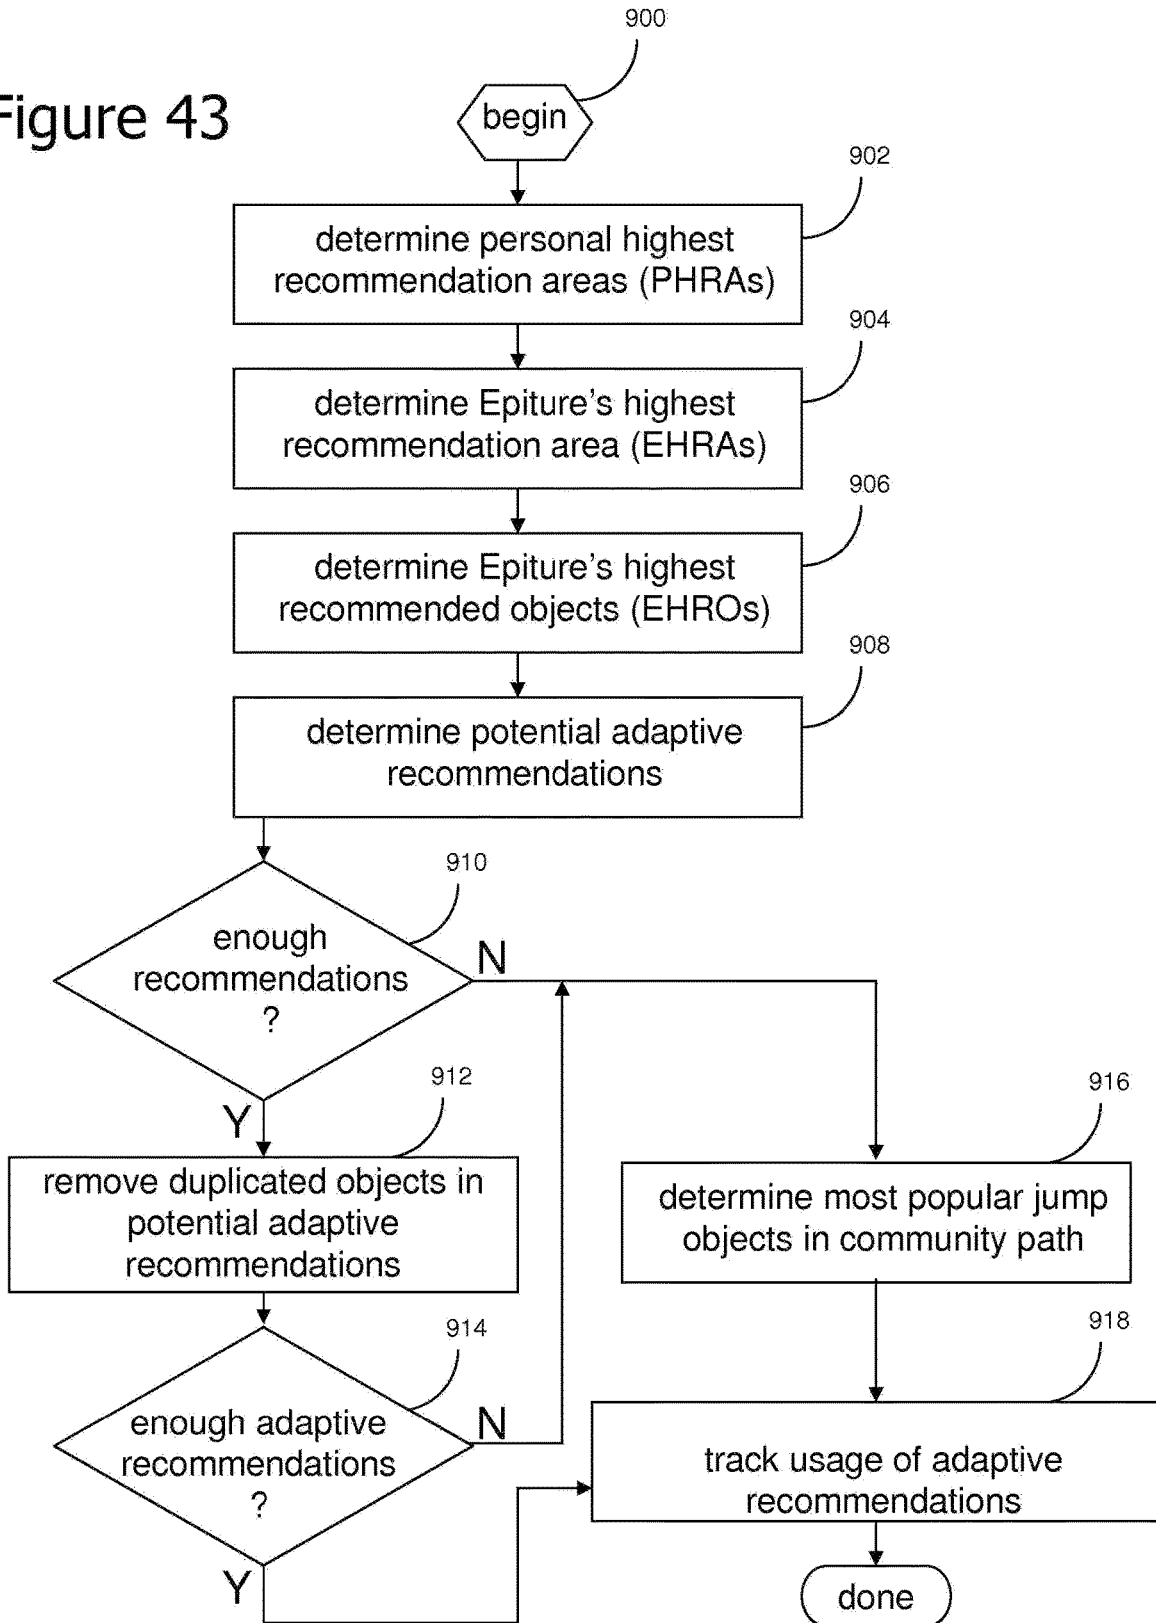 900
Figure 43
begin
902
determine personal highest
recommendation areas (PHRAs)
904
determine Epiture's highest
recommendation area (EHRAs)
906
determine Epiture's highest
recommended objects (EHROs)
908
determine potential adaptive
recommendations
910
enough
recommendations
?
N
Y
912
remove duplicated objects in
potential adaptive
recommendations
916
determine most popular jump
objects in community path
914
enough adaptive
recommendations
?
N
Y
918
track usage of adaptive
recommendations
done